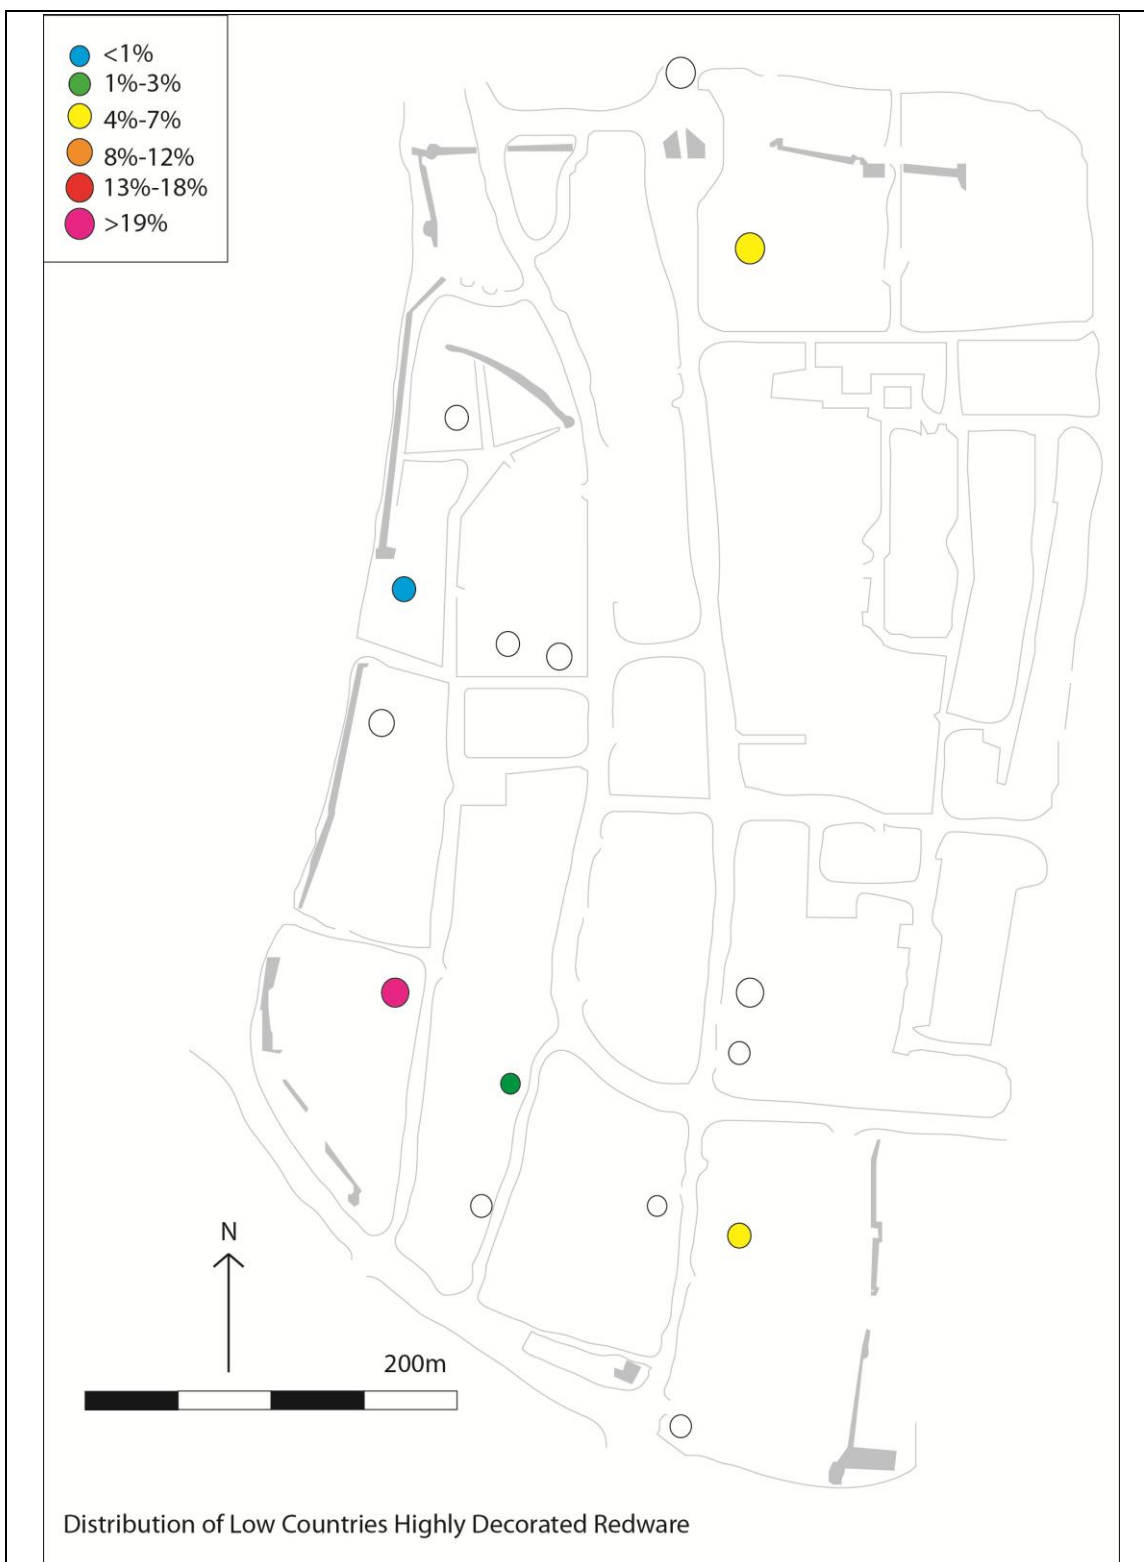 <1%
1%-3%
4%-7%
8%-12%
13%-18%
>19%
N
200m
Distribution of Low Countries Highly Decorated Redware